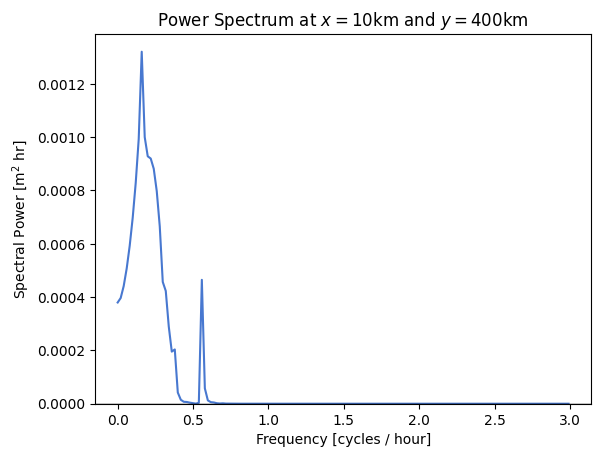 Power Spectrum at x = 10km and y = 400km
Spectral Power [m² hr]
0.0012
0.0010
0.0008
0.0006
0.0004
0.0002
0.0000
0.0 0.5 1.0 1.5 2.0 2.5 3.0
Frequency [cycles / hour]